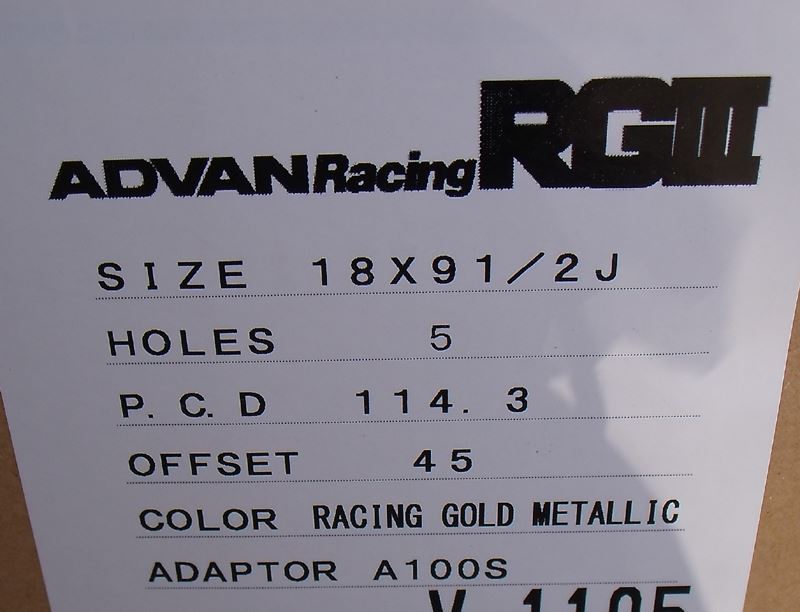 ADVAN Racing RGIII
SIZE 18X91/2J
HOLES 5
P.C.D 114.3
OFFSET 45
COLOR RACING GOLD METALLIC
ADAPTOR A100S